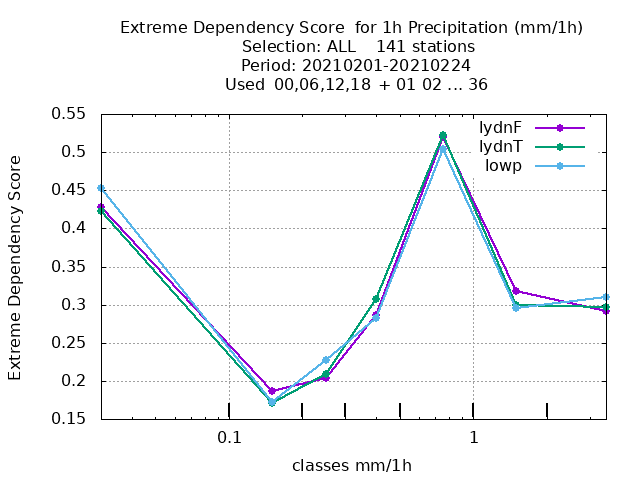 Extreme Dependency Score  for 1h Precipitation (mm/1h)
Selection: ALL    141 stations
Period: 20210201-20210224
Used  00,06,12,18  + 01 02 ... 36
lydnF
lydnT
lowp
0.55
0.5
0.45
0.4
0.35
0.3
0.25
0.2
0.15
Extreme Dependency Score
0.1
1
classes mm/1h